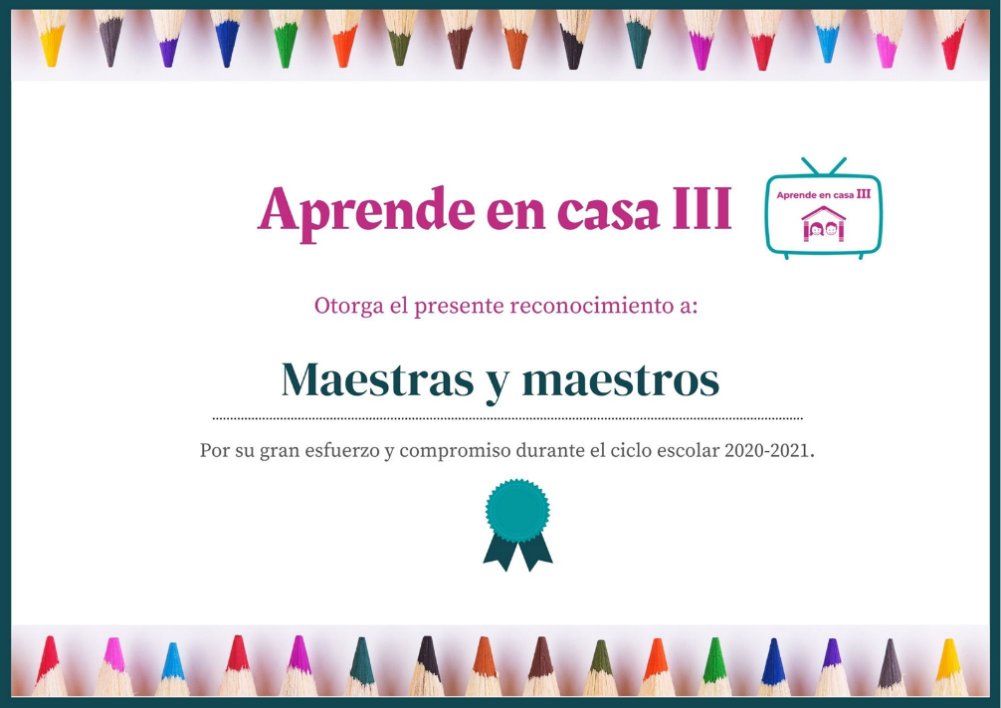 Aprende en casa III
Aprende en casa III
Otorga el presente reconocimiento a:
Maestras y maestros
Por su gran esfuerzo y compromiso durante el ciclo escolar 2020-2021.